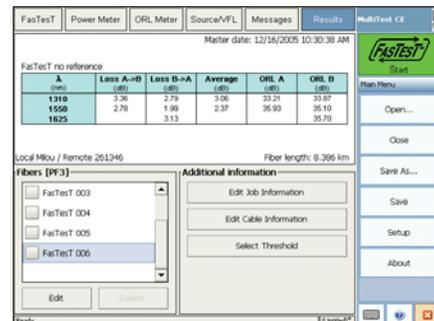 FasTesT Power Meter ORL Meter Source/VFL Messages Results MultiTest CE
Master date: 12/16/2005 10:30:38 AM
FasTesT no reference
λ (nm) Loss A->B (dB) Loss B->A (dB) Average (dB) ORL A (dB) ORL B (dB)
1310 3.36 2.79 3.08 33.21 33.87
1550 2.78 1.99 2.37 35.93 35.10
1625 3.13 35.70
Local Milou / Remote 261346 Fiber length: 8.386 km
Fibers [PF3]
FasTesT 003
FasTesT 004
FasTesT 005
FasTesT 006
Edit Delete
Additional information
Edit Job Information
Edit Cable Information
Select Threshold
FASTEST
Start
Main Menu
Open...
Close
Save As...
Save
Setup
About
Ready